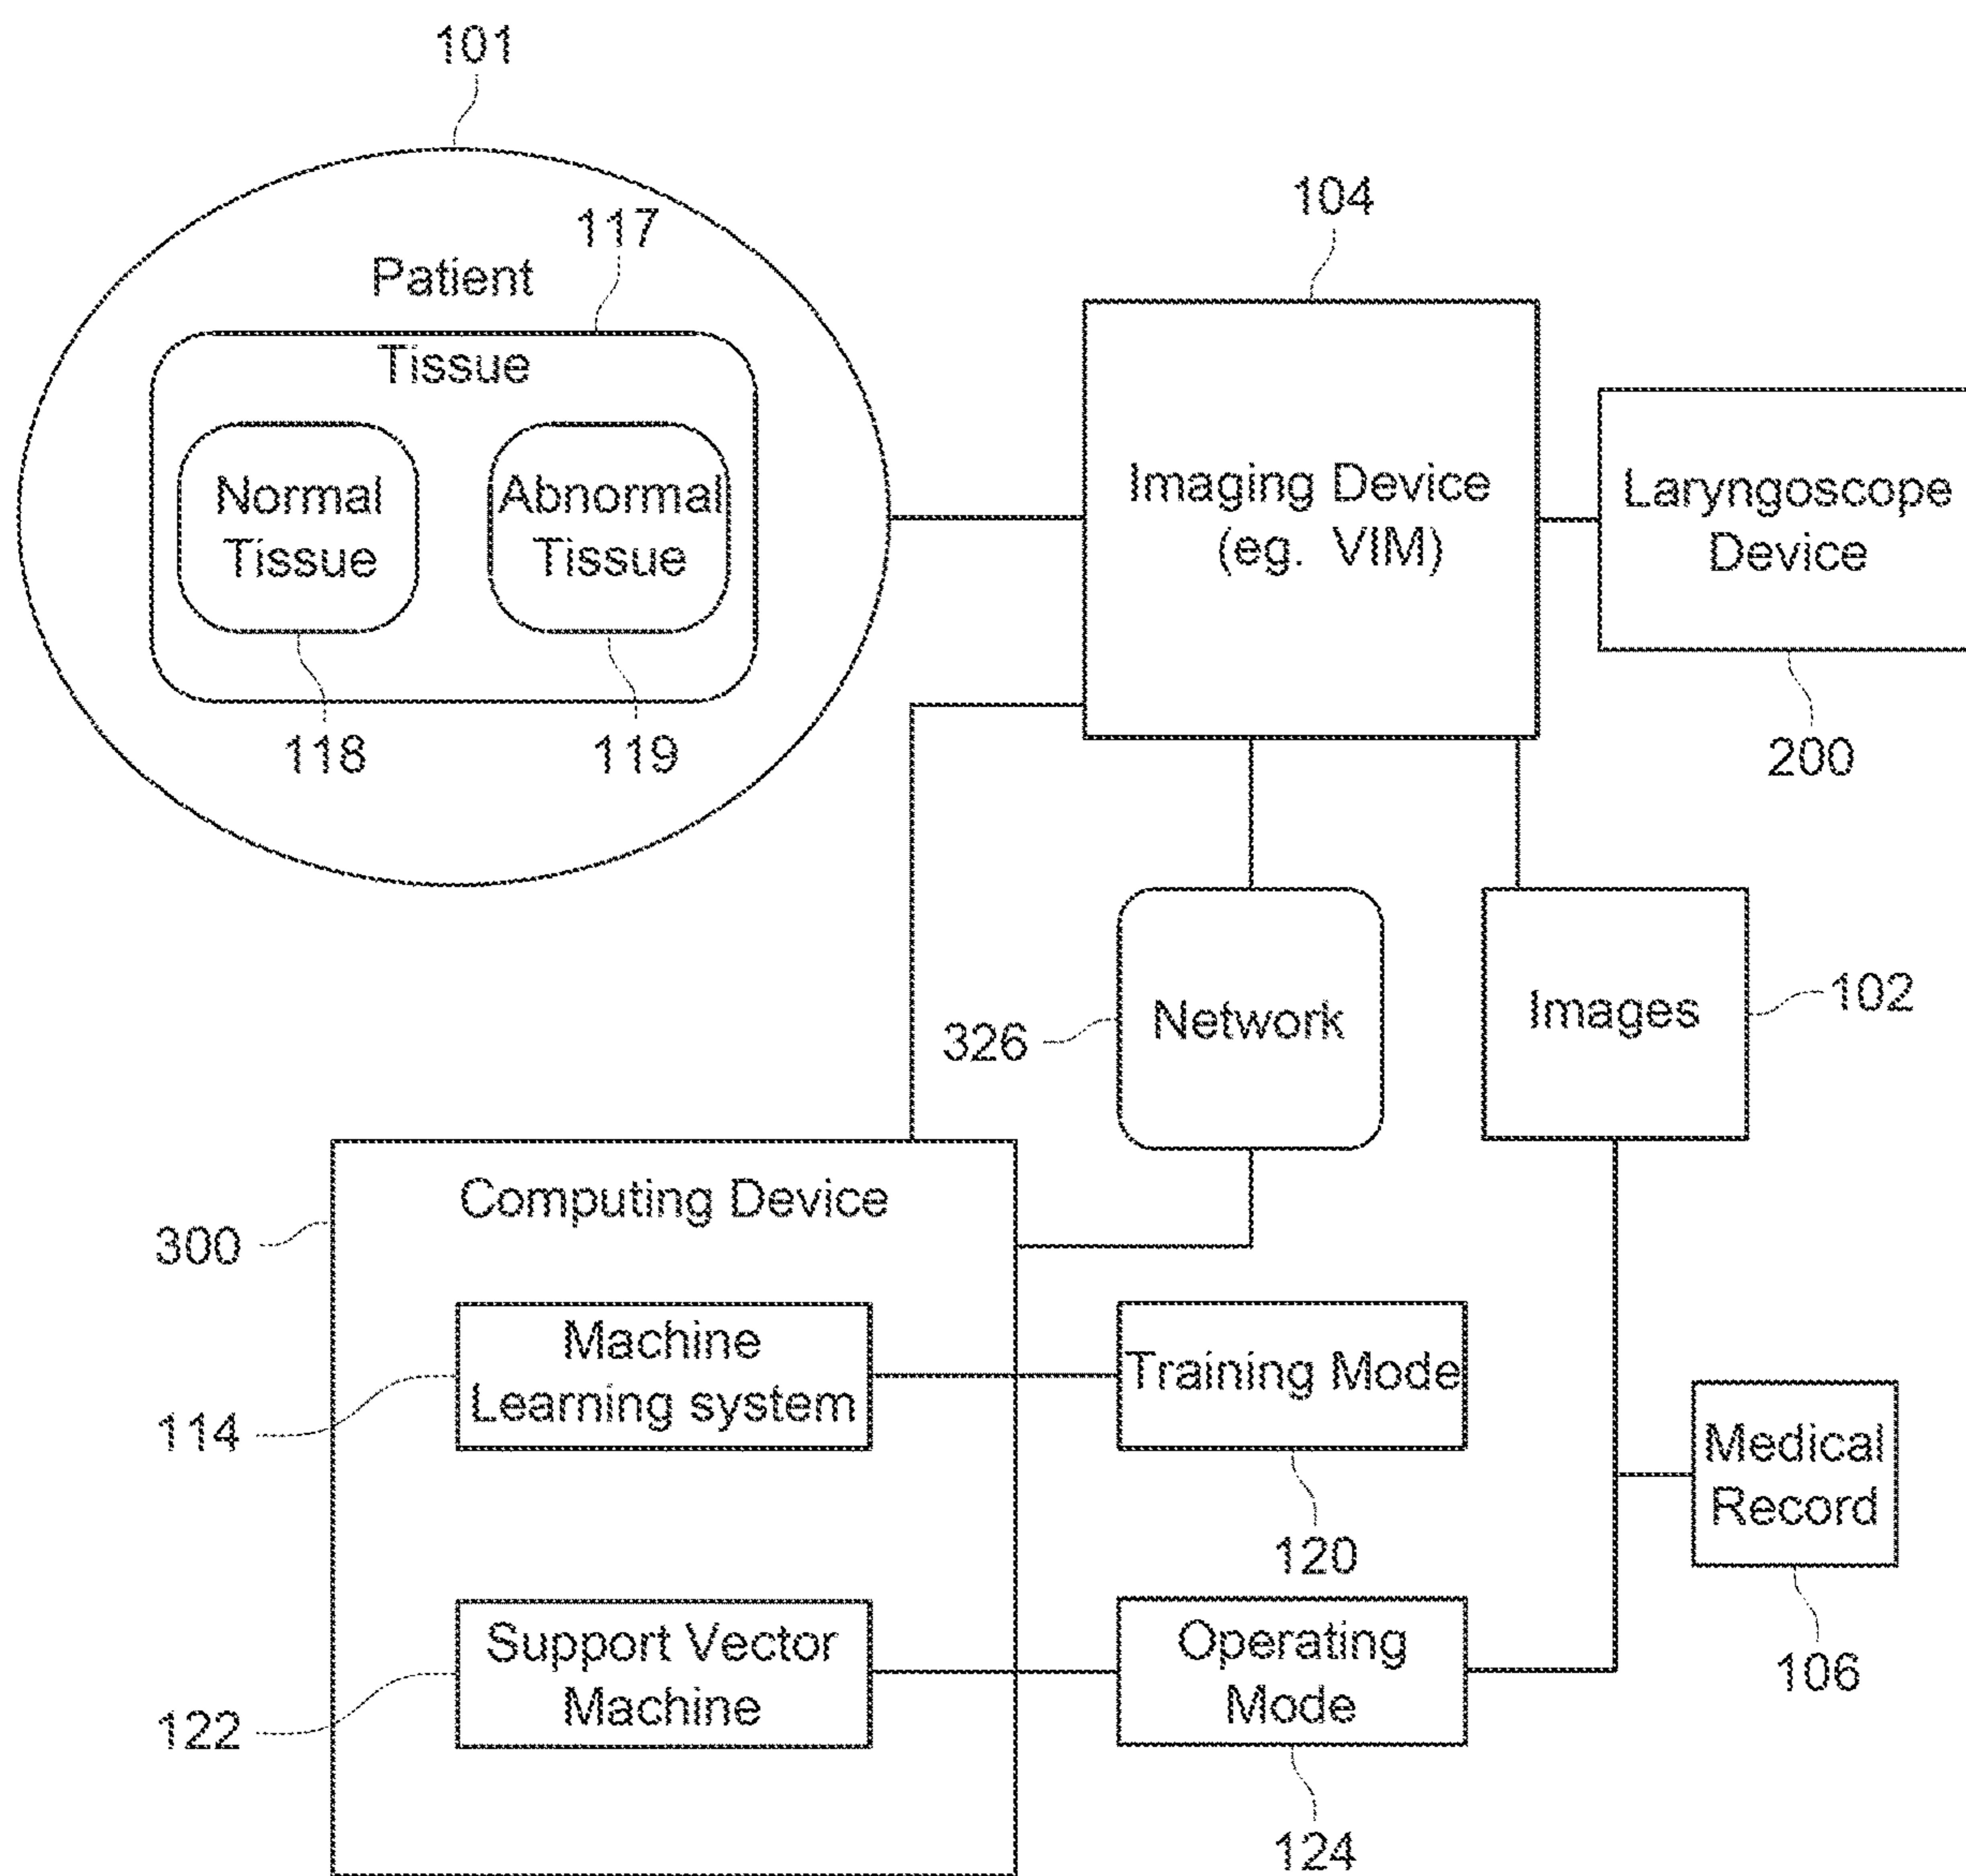 101
117
Patient
Tissue
Normal
Tissue
Abnormal
Tissue
118
119
104
Imaging Device
(eg. VIM)
Laryngoscope
Device
200
326
Network
Images
102
300
Computing Device
Machine
Learning system
114
Training Mode
120
Medical
Record
106
Support Vector
Machine
122
Operating
Mode
124